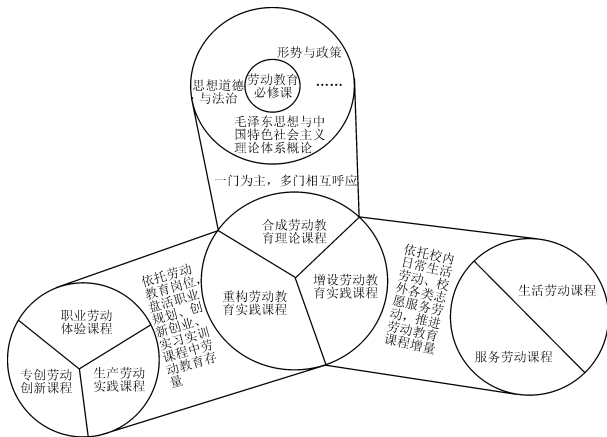 形势与政策
思想道德
与法治
劳动教育
必修课
……
毛泽东思想与中
国特色社会主义
理论体系概论
一门为主，多门相互呼应
合成劳动教
育理论课程
重构劳动教
育实践课程
增设劳动教
育实践课程
依托劳动
教育岗位，
盘活职业
规划、创
新创业、
实习实训
课程中劳
动教育存
量
职业劳动
体验课程
专创劳动
创新课程
生产劳动
实践课程
依托校内
日常生活
劳动、校
外各类志
愿服务劳
动，推进
劳动教育
课程增量
生活劳动课程
服务劳动课程